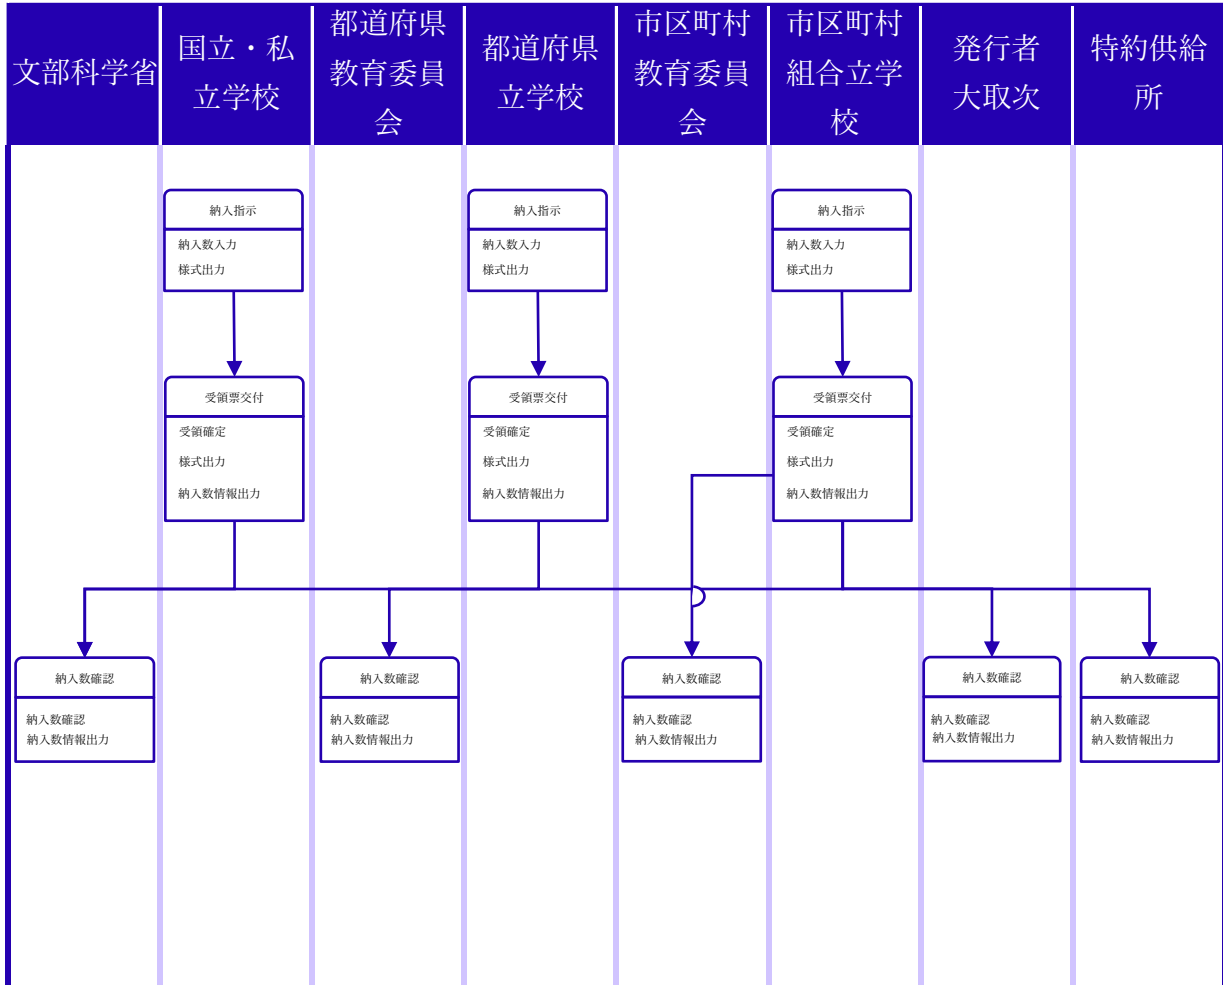 文部科学省
国立・私
立学校
都道府県
教育委員
会
都道府県
立学校
市区町村
教育委員
会
市区町村
組合立学
校
発行者
大取次
特約供給
所
納入指示
納入数入力
様式出力
納入指示
納入数入力
様式出力
納入指示
納入数入力
様式出力
受領票交付
受領確定
様式出力
納入数情報出力
受領票交付
受領確定
様式出力
納入数情報出力
受領票交付
受領確定
様式出力
納入数情報出力
納入数確認
納入数確認
納入数情報出力
納入数確認
納入数確認
納入数情報出力
納入数確認
納入数確認
納入数情報出力
納入数確認
納入数確認
納入数情報出力
納入数確認
納入数確認
納入数情報出力